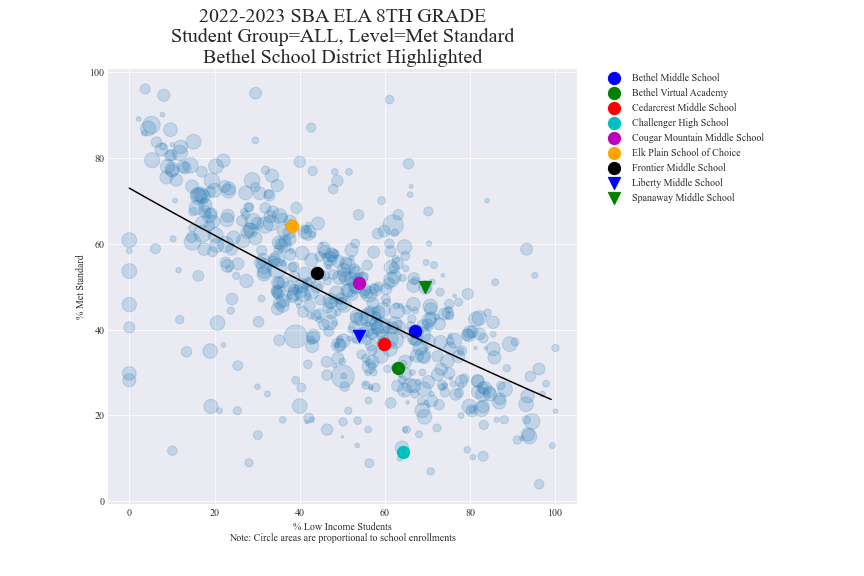 2022-2023 SBA ELA 8TH GRADE
Student Group=ALL, Level=Met Standard
Bethel School District Highlighted
100
80
60
40
20
0
% Met Standard
0 20 40 60 80 100
% Low Income Students
Note: Circle areas are proportional to school enrollments
Bethel Middle School
Bethel Virtual Academy
Cedarcrest Middle School
Challenger High School
Cougar Mountain Middle School
Elk Plain School of Choice
Frontier Middle School
Liberty Middle School
Spanaway Middle School